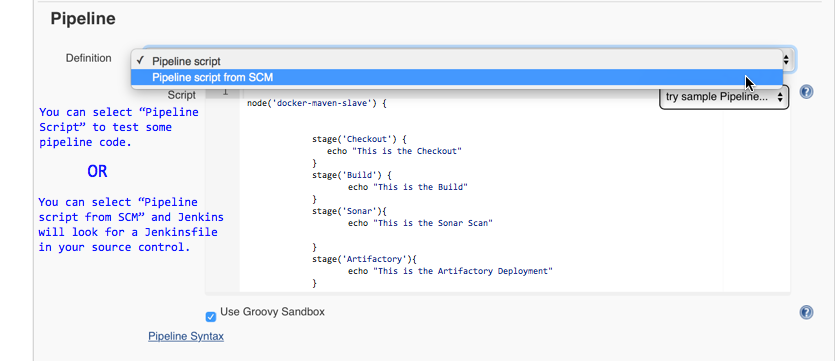 Pipeline
Definition
✓ Pipeline script
Pipeline script from SCM
Script
1
try sample Pipeline...
node('docker-maven-slave') {
stage('Checkout') {
echo "This is the Checkout"
}
stage('Build') {
echo "This is the Build"
}
stage('Sonar'){
echo "This is the Sonar Scan"
}
stage('Artifactory'){
echo "This is the Artifactory Deployment"
}
You can select “Pipeline
Script” to test some
pipeline code.
OR
You can select “Pipeline
script from SCM” and Jenkins
will look for a Jenkinsfile
in your source control.
Use Groovy Sandbox
Pipeline Syntax